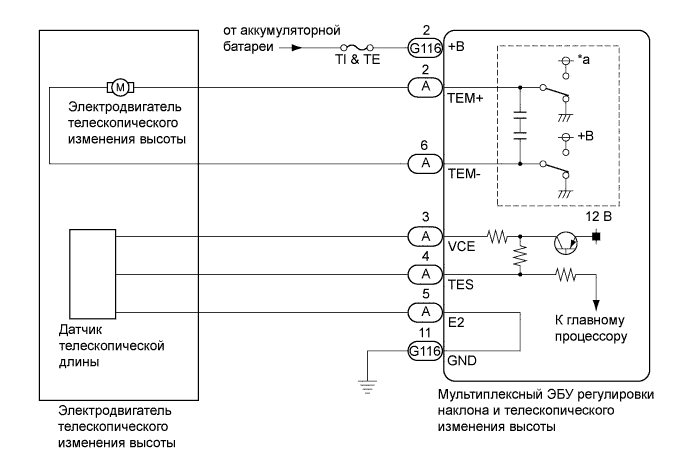 от аккумуляторной
батареи
TI & TE
2
G116
+B
2
A
TEM+
M
Электродвигатель
телескопического
изменения высоты
*a
+B
6
A
TEM-
12 В
3
A
VCE
4
A
TES
5
A
E2
11
G116
GND
К главному
процессору
Датчик
телескопической
длины
Электродвигатель
телескопического
изменения высоты
Мультиплексный ЭБУ регулировки
наклона и телескопического
изменения высоты